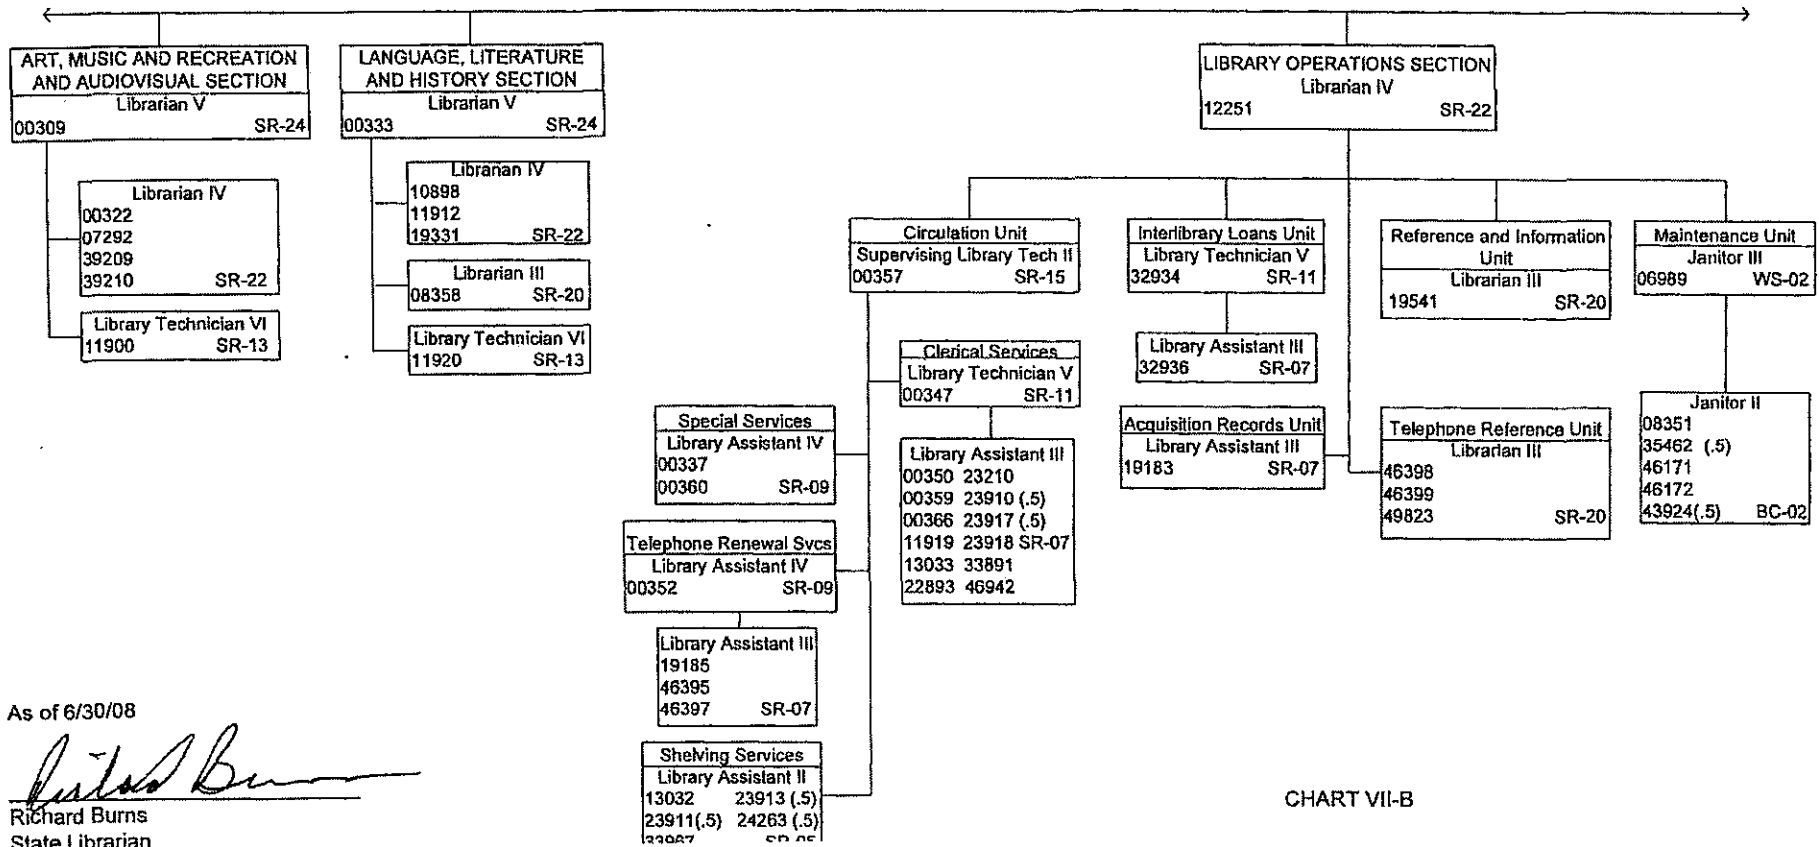 ART, MUSIC AND RECREATION
AND AUDIOVISUAL SECTION
Librarian V
00309 SR-24
Librarian IV
00322
07292
39209
39210 SR-22
Library Technician VI
11900 SR-13
LANGUAGE, LITERATURE
AND HISTORY SECTION
Librarian V
00333 SR-24
Librarian IV
10898
11912
19331 SR-22
Librarian III
08358 SR-20
Library Technician VI
11920 SR-13
LIBRARY OPERATIONS SECTION
Librarian IV
12251 SR-22
Circulation Unit
Supervising Library Tech II
00357 SR-15
Clerical Services
Library Technician V
00347 SR-11
Library Assistant III
00350 23210
00359 23910 (.5)
00366 23917 (.5)
11919 23918 SR-07
13033 33891
22893 46942
Special Services
Library Assistant IV
00337
00360 SR-09
Telephone Renewal Svcs
Library Assistant IV
00352 SR-09
Library Assistant III
19185
46395
46397 SR-07
Shelving Services
Library Assistant II
13032 23913 (.5)
23911(.5) 24263 (.5)
33967 SR-05
Interlibrary Loans Unit
Library Technician V
32934 SR-11
Library Assistant III
32936 SR-07
Acquisition Records Unit
Library Assistant III
19183 SR-07
Reference and Information
Unit
Librarian III
19541 SR-20
Telephone Reference Unit
Librarian III
46398
46399
49823 SR-20
Maintenance Unit
Janitor III
06989 WS-02
Janitor II
08351
35462 (.5)
46171
46172
43924(.5) BC-02
As of 6/30/08
Richard Burns
Richard Burns
State Librarian
CHART VII-B